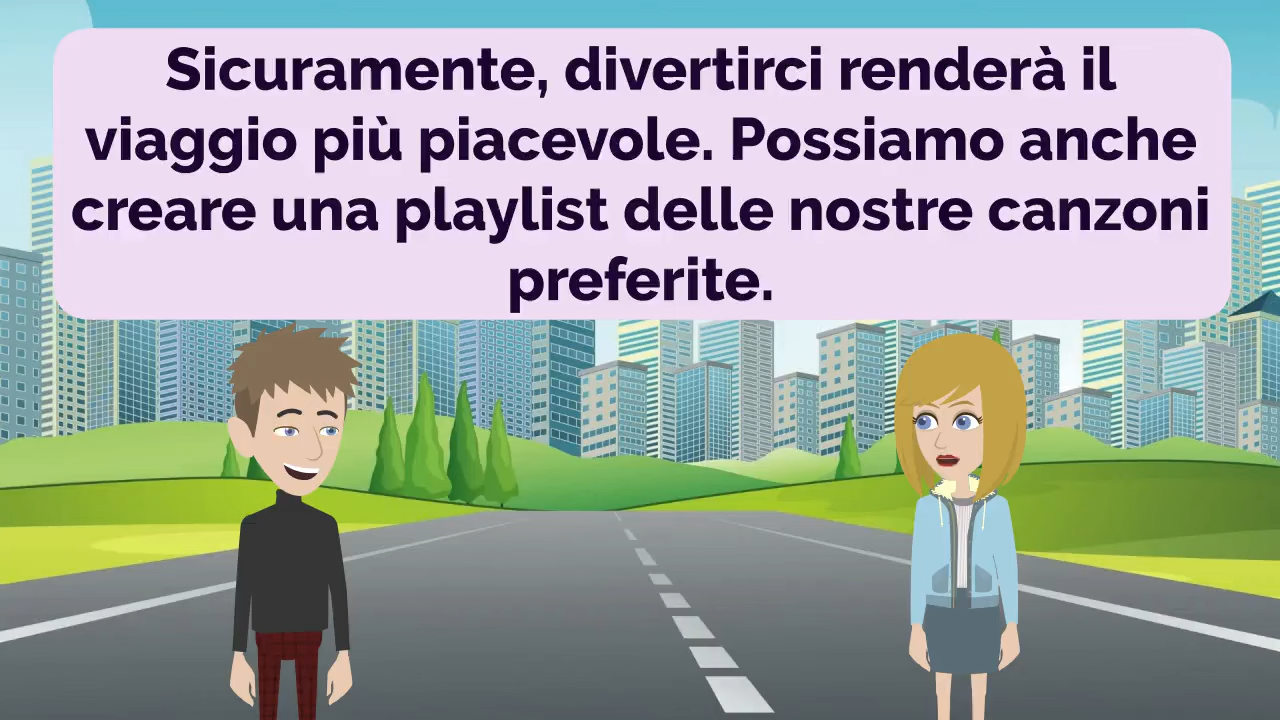 Sicuramente, divertirci renderà il
viaggio più piacevole. Possiamo anche
creare una playlist delle nostre canzoni
preferite.